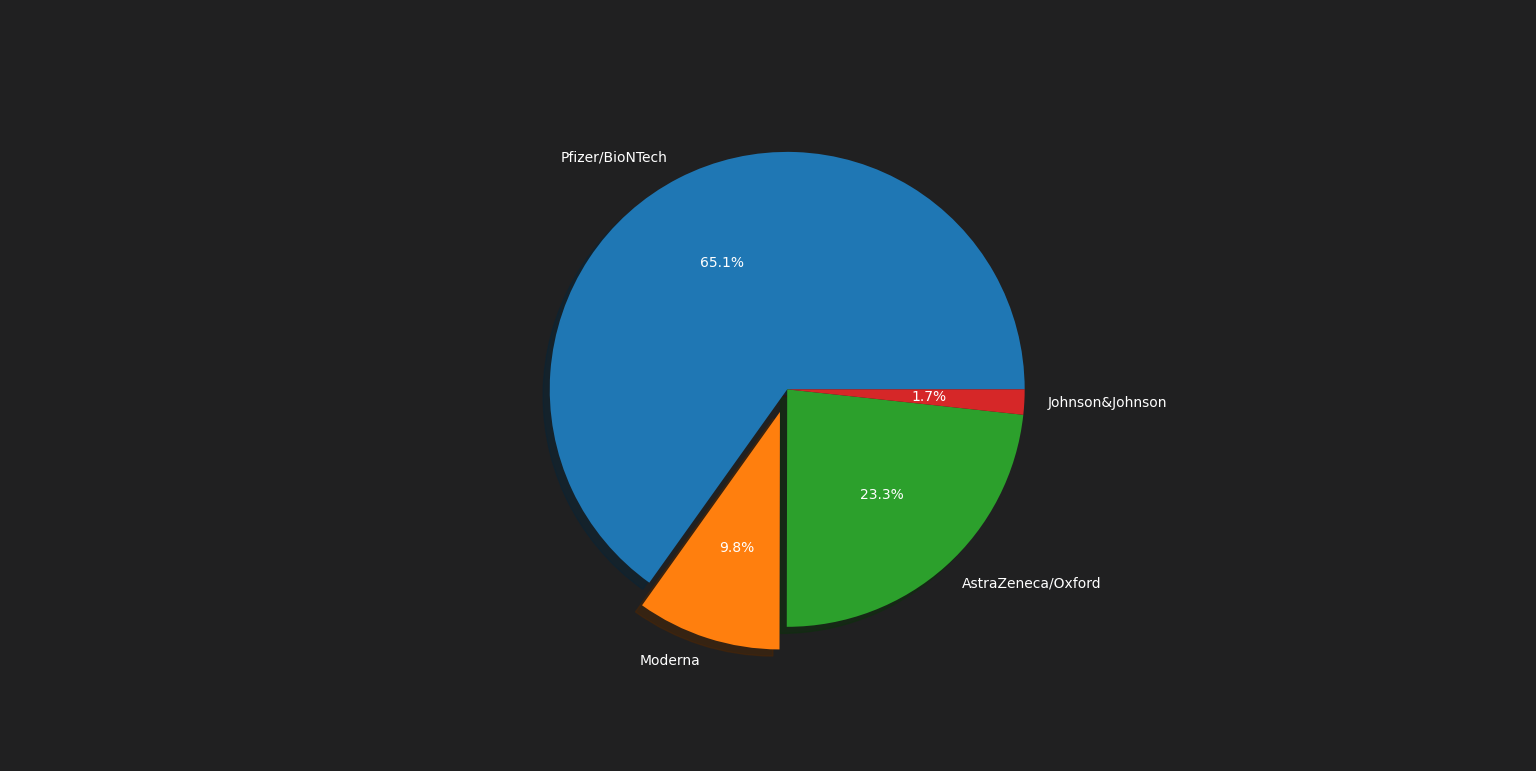 Pfizer/BioNTech
65.1%
1.7%
Johnson&Johnson
23.3%
9.8%
AstraZeneca/Oxford
Moderna